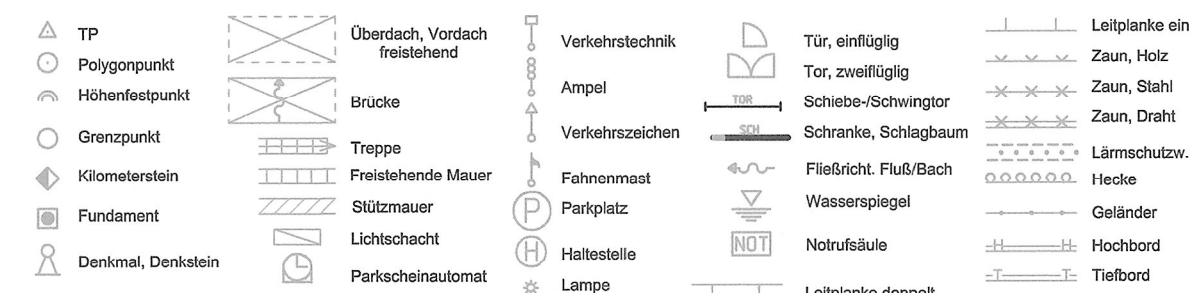 TP
Polygonpunkt
Höhenfestpunkt
Grenzpunkt
Kilometerstein
Fundament
Denkmal, Denkstein
Überdach, Vordach
freistehend
Brücke
Treppe
Freistehende Mauer
Stützmauer
Lichtschacht
Parkscheinautomat
Verkehrstechnik
Ampel
Verkehrszeichen
Fahnenmast
P Parkplatz
H Haltestelle
Lampe
Tür, einflüglig
Tor, zweiflüglig
TOR Schiebe-/Schwingtor
SCH Schranke, Schlagbaum
Fließricht. Fluß/Bach
Wasserspiegel
NOT Notrufsäule
Leitplanke doppelt
Leitplanke ein
Zaun, Holz
Zaun, Stahl
Zaun, Draht
Lärmschutzw.
Hecke
Geländer
H H Hochbord
T T Tiefbord